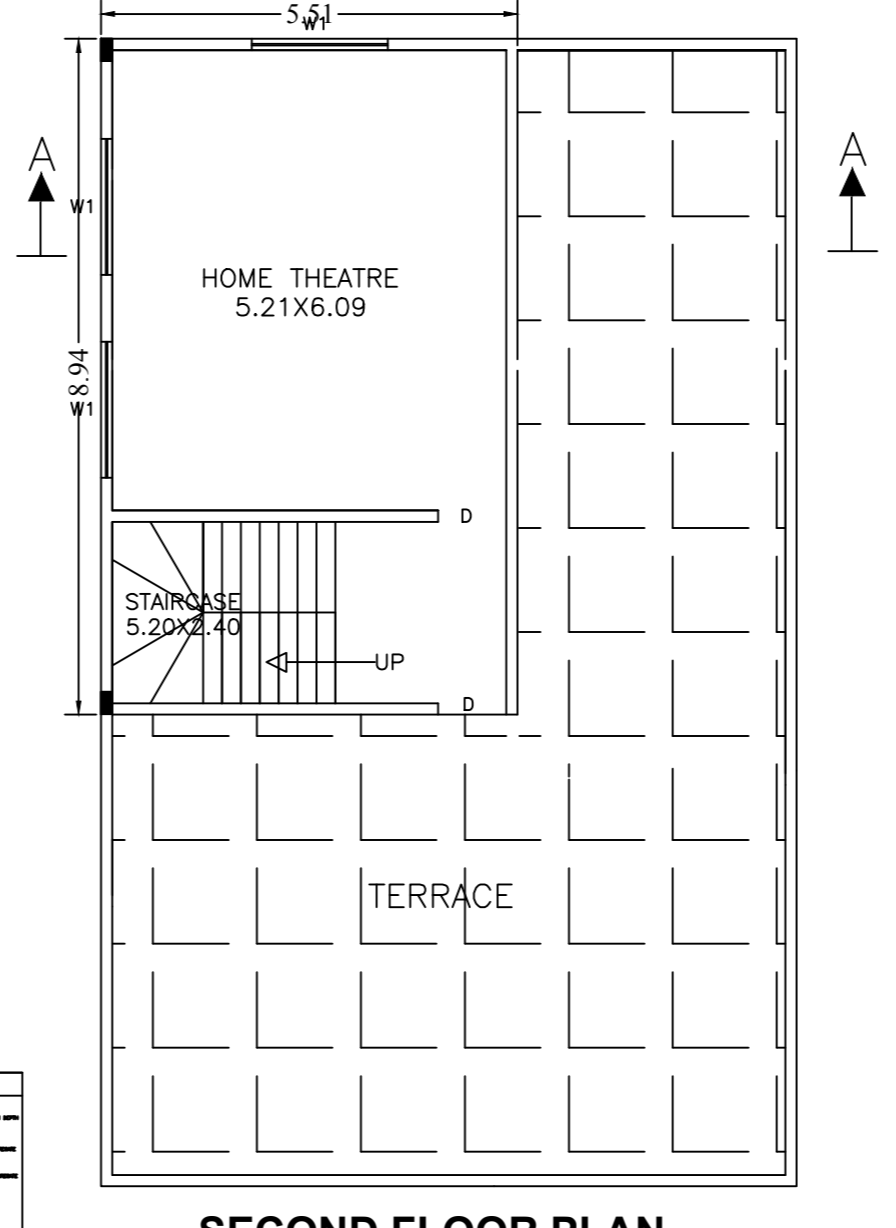 5.51
W1
A
A
W1
HOME THEATRE
5.21X6.09
8.94
W1
D
STAIRCASE
5.20X2.40
UP
D
TERRACE
SECOND FLOOR PLAN